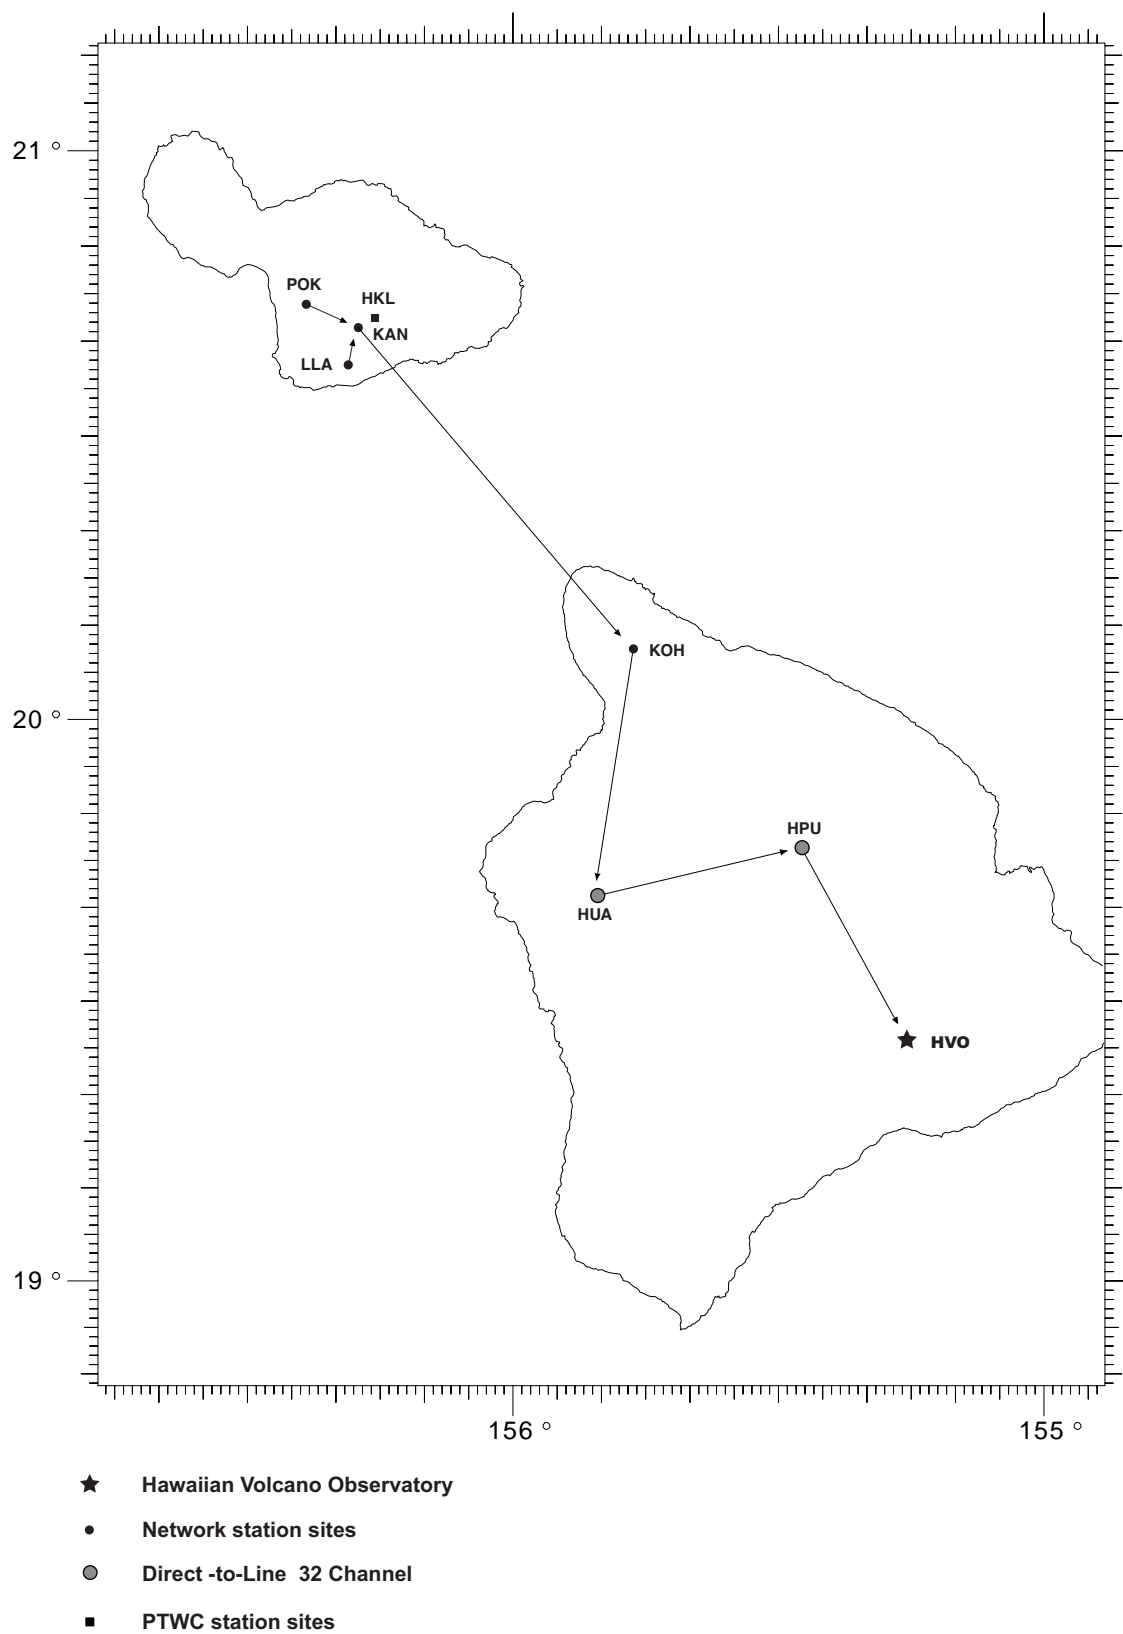 21 °
POK
HKL
KAN
LLA
KOH
20 °
HPU
HUA
HVO
19 °
156 °
155 °
Hawaiian Volcano Observatory
Network station sites
Direct -to-Line 32 Channel
PTWC station sites